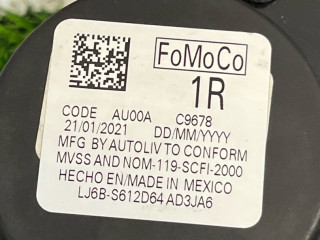 FoMoCo
1R
CODE AU00A C9678
21/01/2021 DD/MM/YYYY
MFG BY AUTOLIV TO CONFORM
MVSS AND NOM-119-SCFI-2000
HECHO EN/MADE IN MEXICO
LJ6B-S612D64 AD3JA6